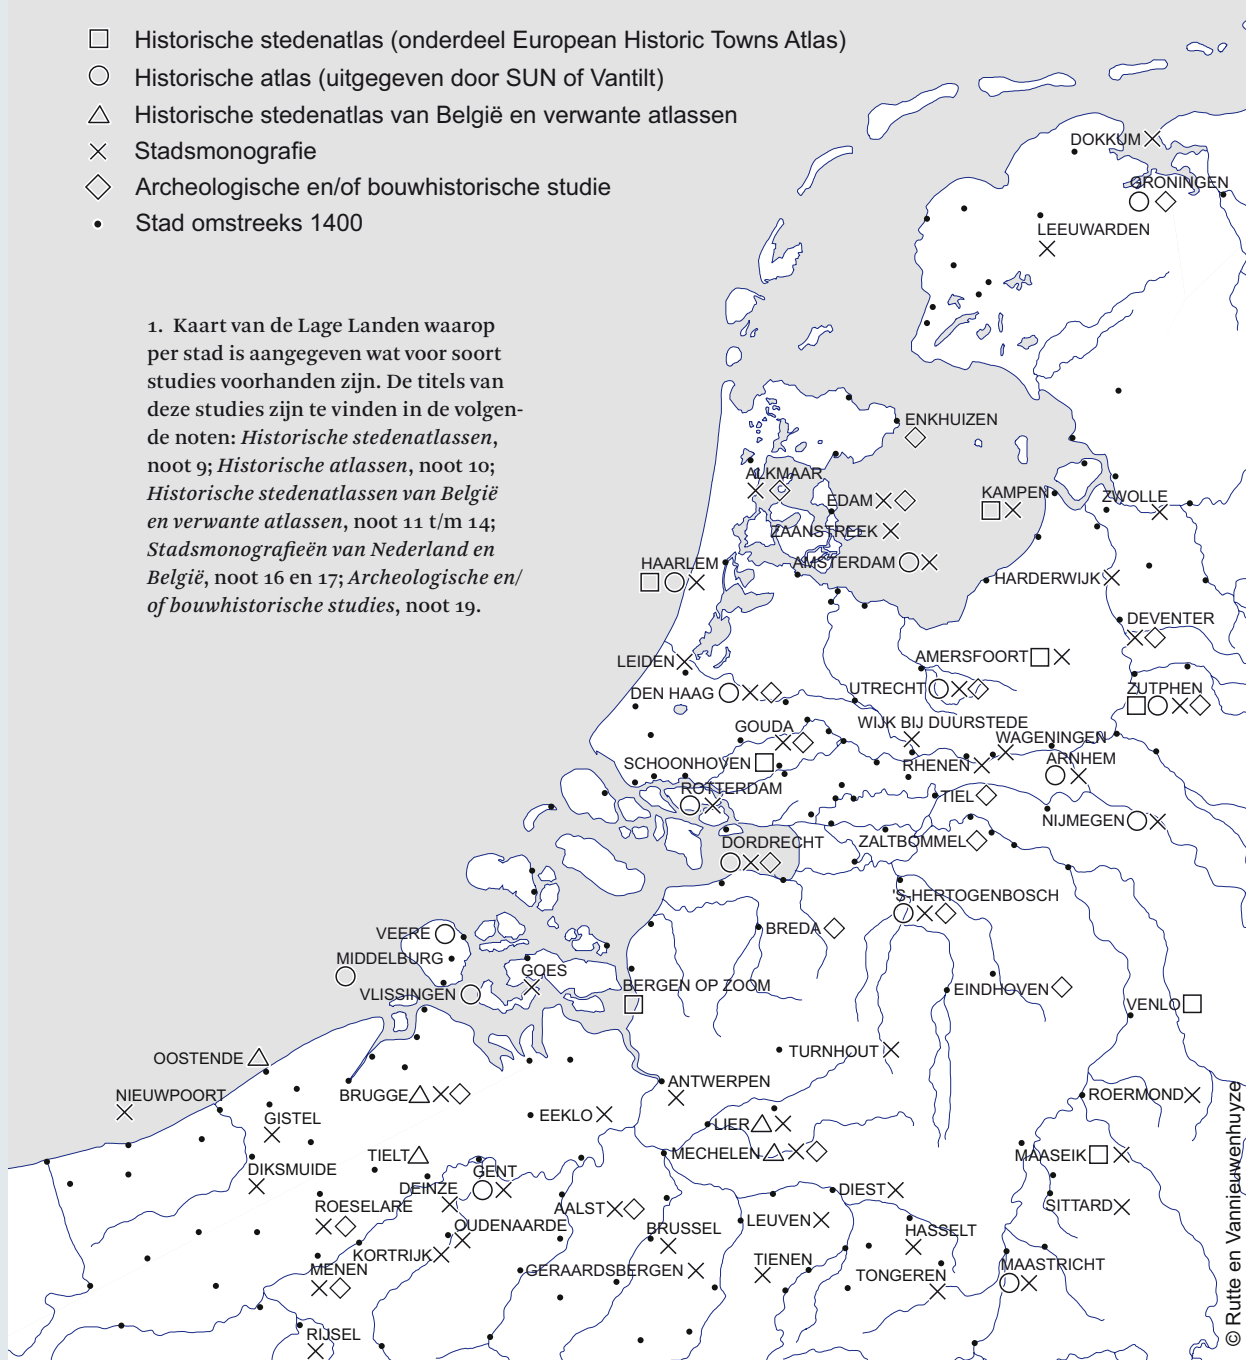 Historische stedenatlas (onderdeel European Historic Towns Atlas)
Historische atlas (uitgegeven door SUN of Vantilt)
Historische stedenatlas van België en verwante atlassen
Stadsmonografie
Archeologische en/of bouwhistorische studie
Stad omstreeks 1400
1. Kaart van de Lage Landen waarop
per stad is aangegeven wat voor soort
studies voorhanden zijn. De titels van
deze studies zijn te vinden in de volgen-
de noten: Historische stedenatlassen,
noot 9; Historische atlassen, noot 10;
Historische stedenatlassen van België
en verwante atlassen, noot 11 t/m 14;
Stadsmonografieën van Nederland en
België, noot 16 en 17; Archeologische en/
of bouwhistorische studies, noot 19.
DOKKUM
GRONINGEN
LEEUWARDEN
ENKHUIZEN
ALKMAAR
EDAM
KAMPEN
ZWOLLE
ZAANSTREEK
HAARLEM
AMSTERDAM
HARDERWIJK
DEVENTER
LEIDEN
AMERSFOORT
DEN HAAG
UTRECHT
ZUTPHEN
GOUDA
WIJK BIJ DUURSTEDE
WAGENINGEN
SCHOONHOVEN
RHENEN
ARNHEM
ROTTERDAM
TIEL
NIJMEGEN
DORDRECHT
ZALTBOMMEL
'S-HERTOGENBOSCH
VEERE
BREDA
MIDDELBURG
GOES
VLISSINGEN
BERGEN OP ZOOM
EINDHOVEN
VENLO
OOSTENDE
TURNHOUT
NIEUWPOORT
BRUGGE
ANTWERPEN
ROERMOND
GISTEL
EEKLO
LIER
TIELT
MECHELEN
MAASEIK
DIKSMUIDE
GENT
DEINZE
DIEST
ROESELARE
AALST
SITTARD
OUDENAARDE
BRUSSEL
LEUVEN
HASSELT
KORTRIJK
MENEN
GERAARDSBERGEN
TIENEN
TONGEREN
MAASTRICHT
RIJSEL
© Rutte en Vannieuwenhuyze